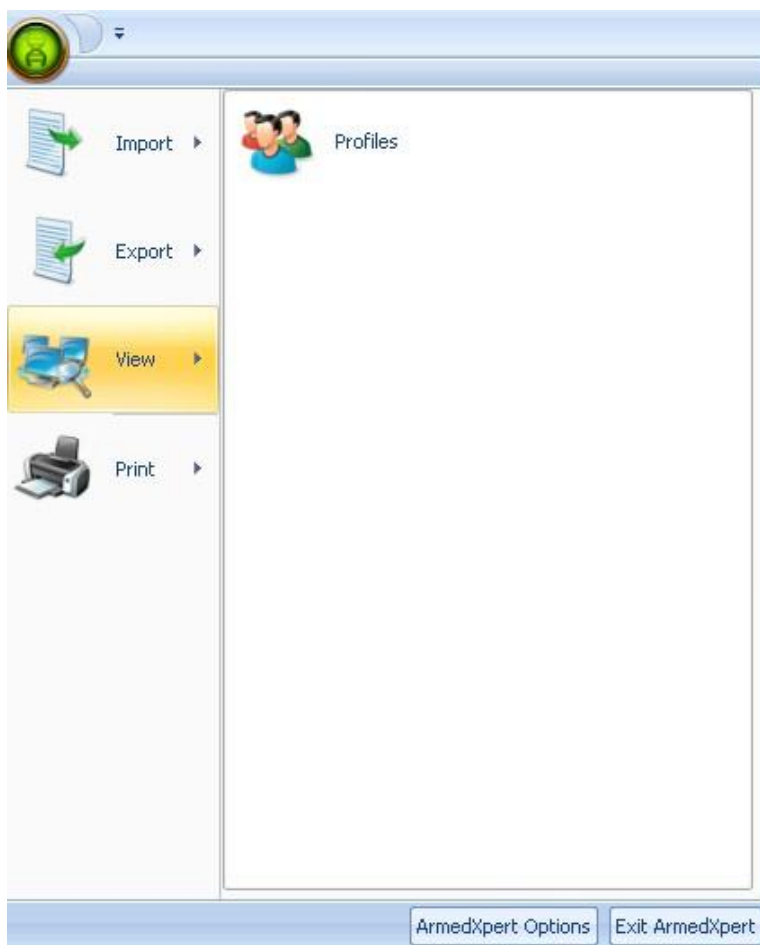 Import
Profiles
Export
View
Print
ArmedXpert Options
Exit ArmedXpert